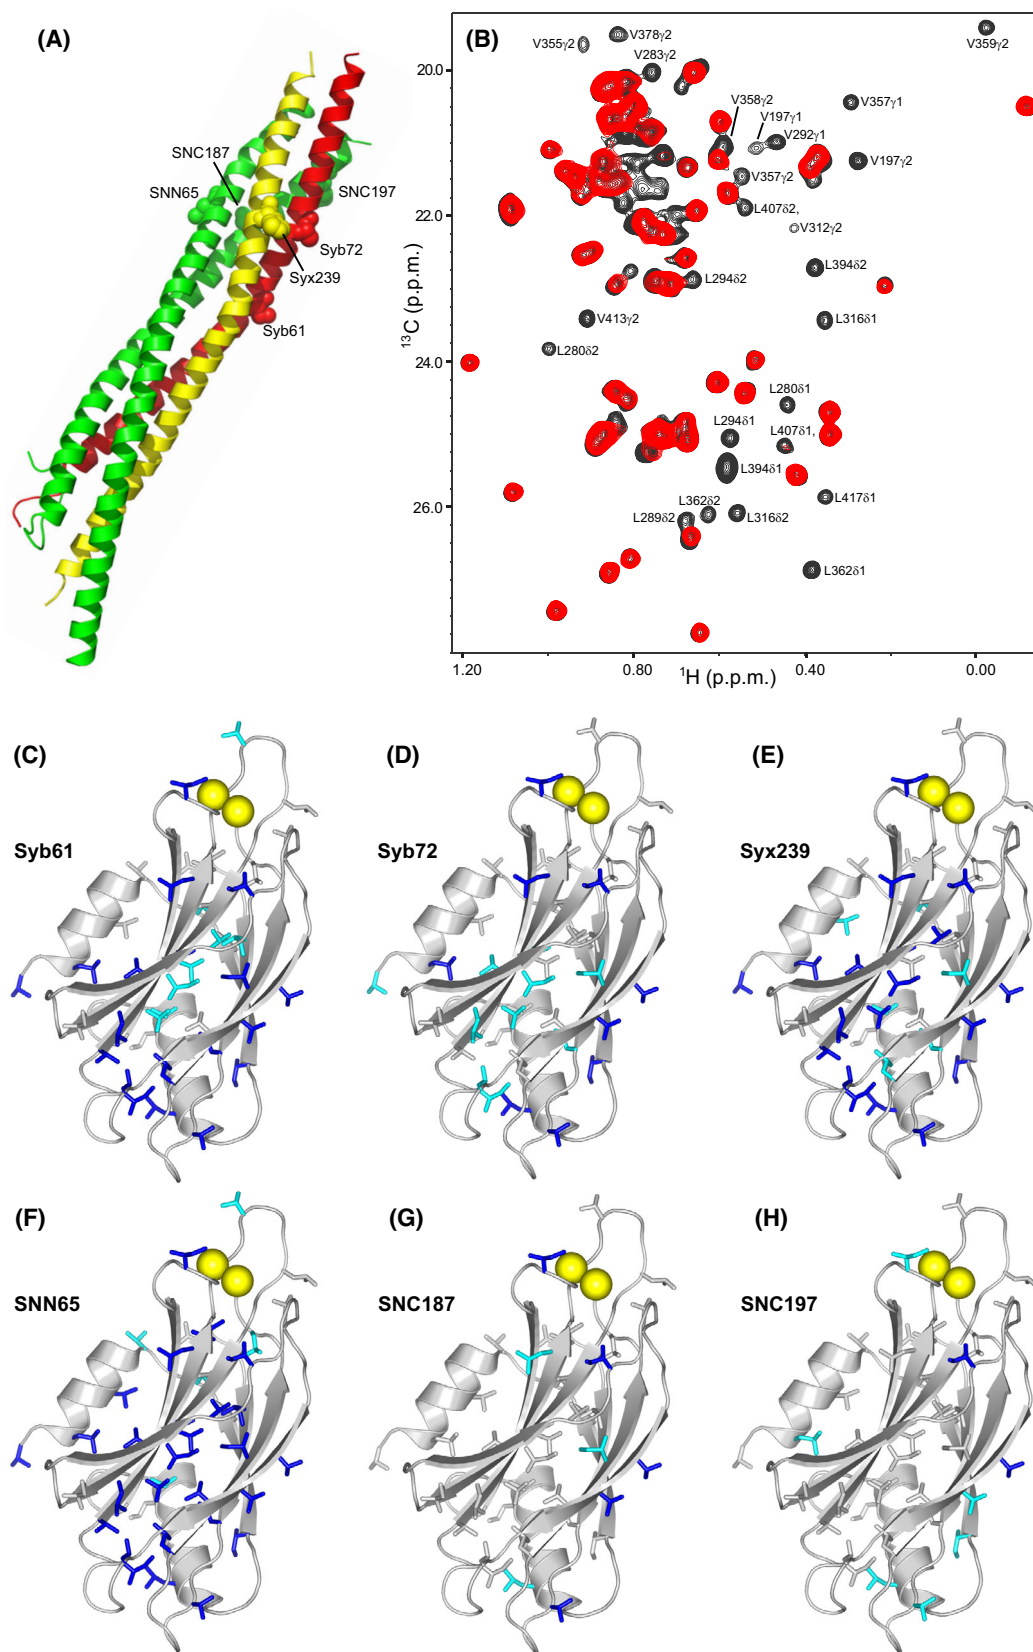 (A)
SNC187
SNN65
SNC197
Syb72
Syx239
Syb61
(B)
V355γ2
V378γ2
V283γ2
V359γ2
V358γ2
V197γ1
V357γ1
V292γ1
V197γ2
V357γ2
L407δ2,
V312γ2
L394δ2
L294δ2
L316δ1
V413γ2
L280δ2
L280δ1
L294δ1
L407δ1,
L394δ1
L417δ1
L362δ2
L289δ2
L316δ2
L362δ1
20.0
22.0
24.0
26.0
13C (p.p.m.)
1.20
0.80
0.40
0.00
1H (p.p.m.)
(C)
Syb61
(D)
Syb72
(E)
Syx239
(F)
SNN65
(G)
SNC187
(H)
SNC197